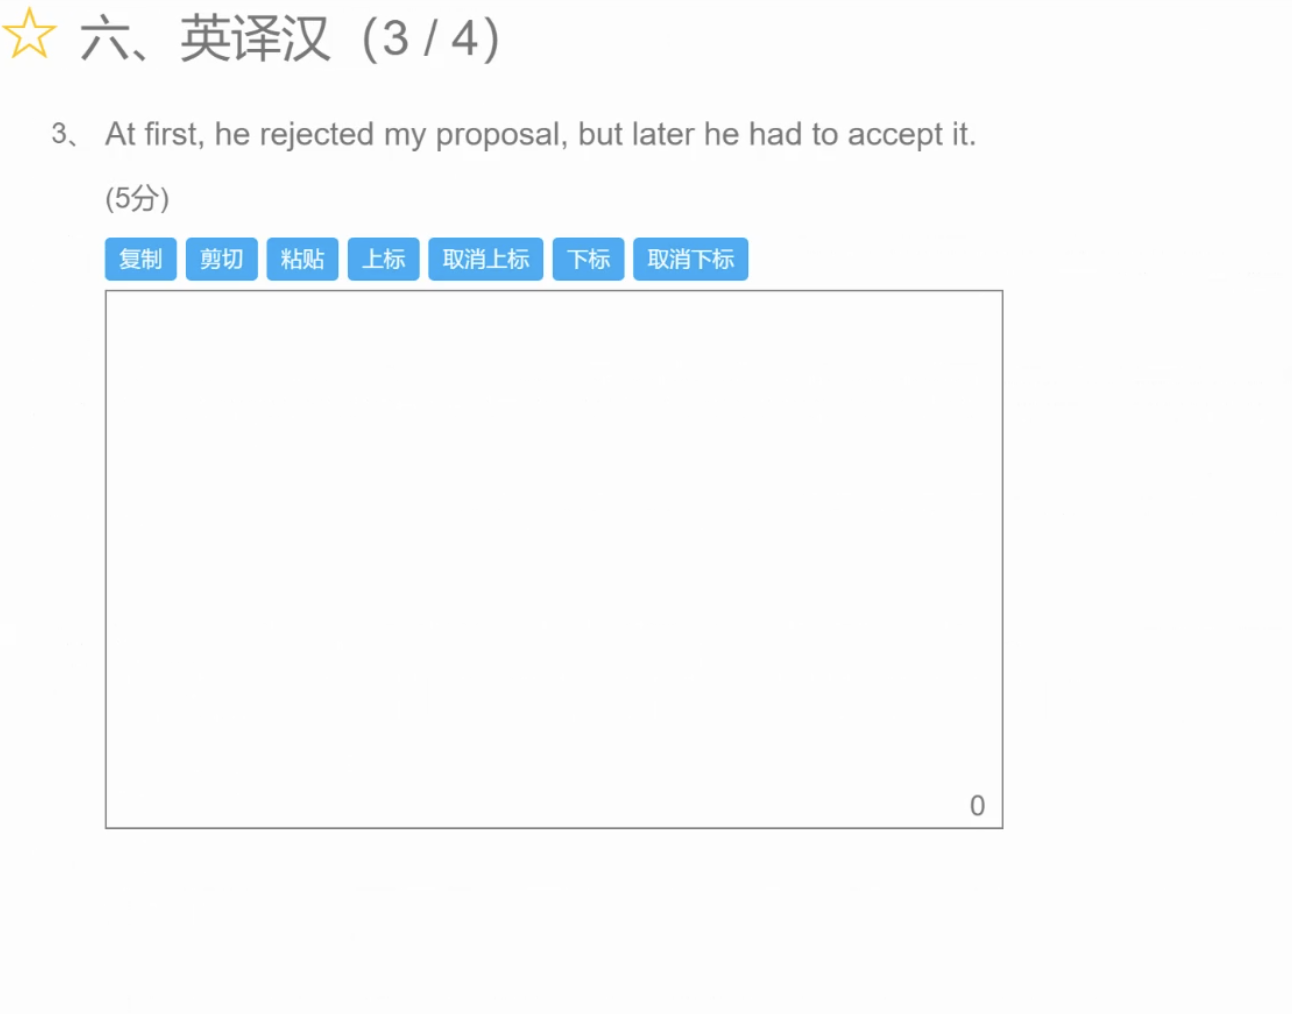 六、英译汉（3 / 4）
3、 At first, he rejected my proposal, but later he had to accept it.
(5分)
复制 剪切 粘贴 上标 取消上标 下标 取消下标
0